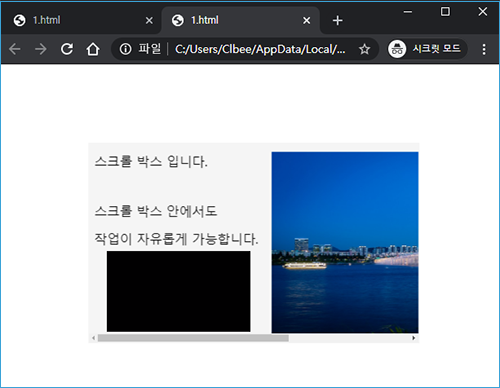 1.html
1.html
파일 C:/Users/Clbee/AppData/Local/... 시크릿 모드
스크롤 박스 입니다.
스크롤 박스 안에서도
작업이 자유롭게 가능합니다.